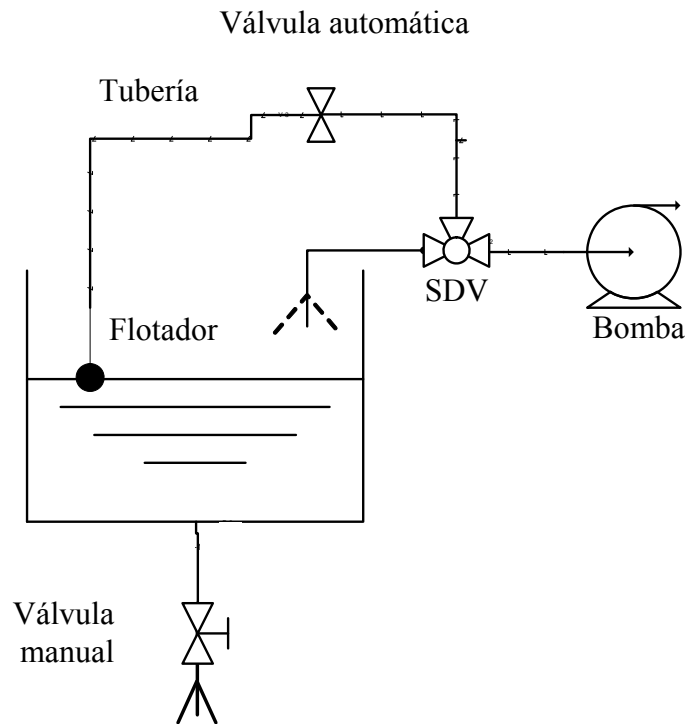 Válvula automática
Tubería
SDV
Bomba
Flotador
Válvula
manual